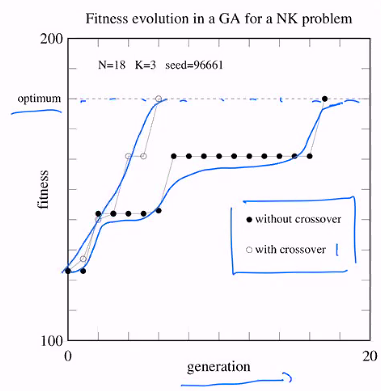 Fitness evolution in a GA for a NK problem
200
N=18 K=3 seed=96661
optimum
fitness
without crossover
with crossover
100
0
20
generation